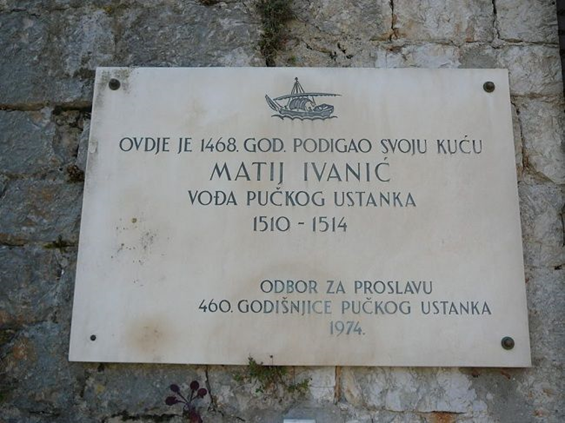 OVDJE JE 1468. GOD. PODIGAO SVOJU KUĆU
MATIJ IVANIĆ
VOĐA PUČKOG USTANKA
1510 - 1514
ODBOR ZA PROSLAVU
460. GODIŠNJICE PUČKOG USTANKA
1974.